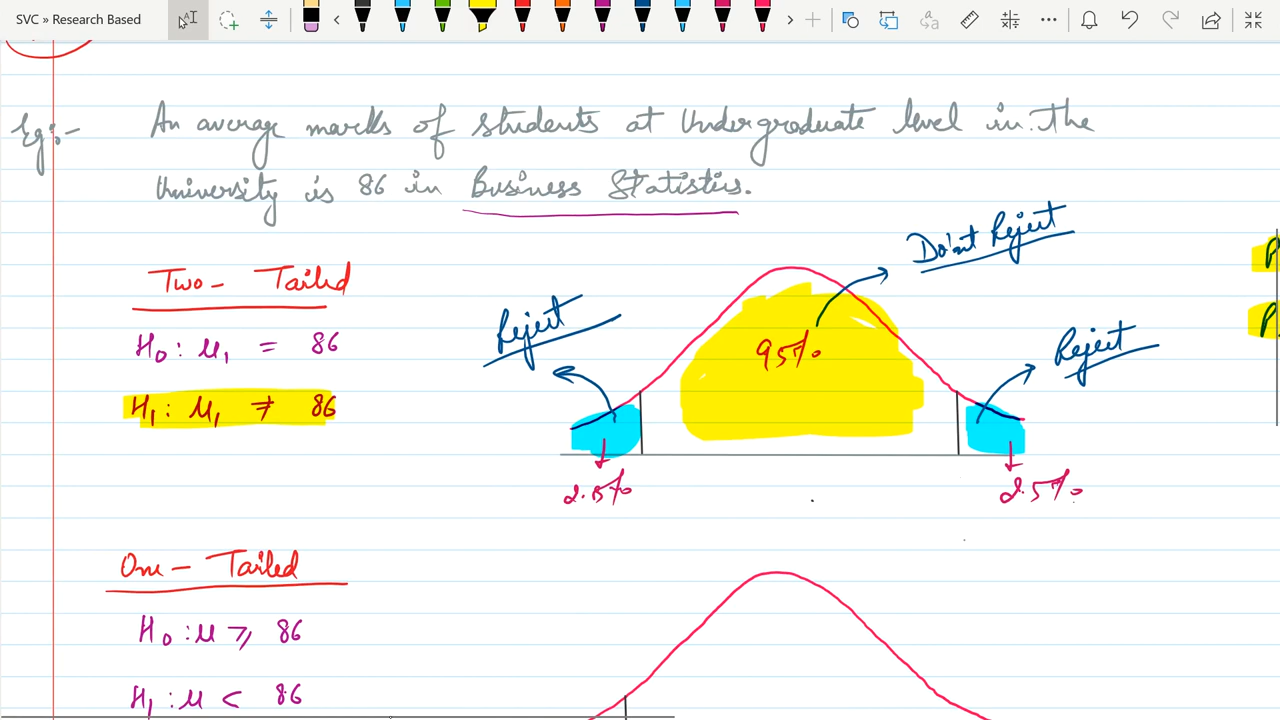 SVC » Research Based
Eg:- An average marks of students at Undergraduate level in the
University is 86 in Business Statistics.
Two - Tailed
H₀ : μ₁ = 86
H₁ : μ₁ ≠ 86
Reject
95%
Don't Reject
Reject
2.5%
2.5%
P
P
One - Tailed
H₀ : μ ≥ 86
H₁ : μ < 86